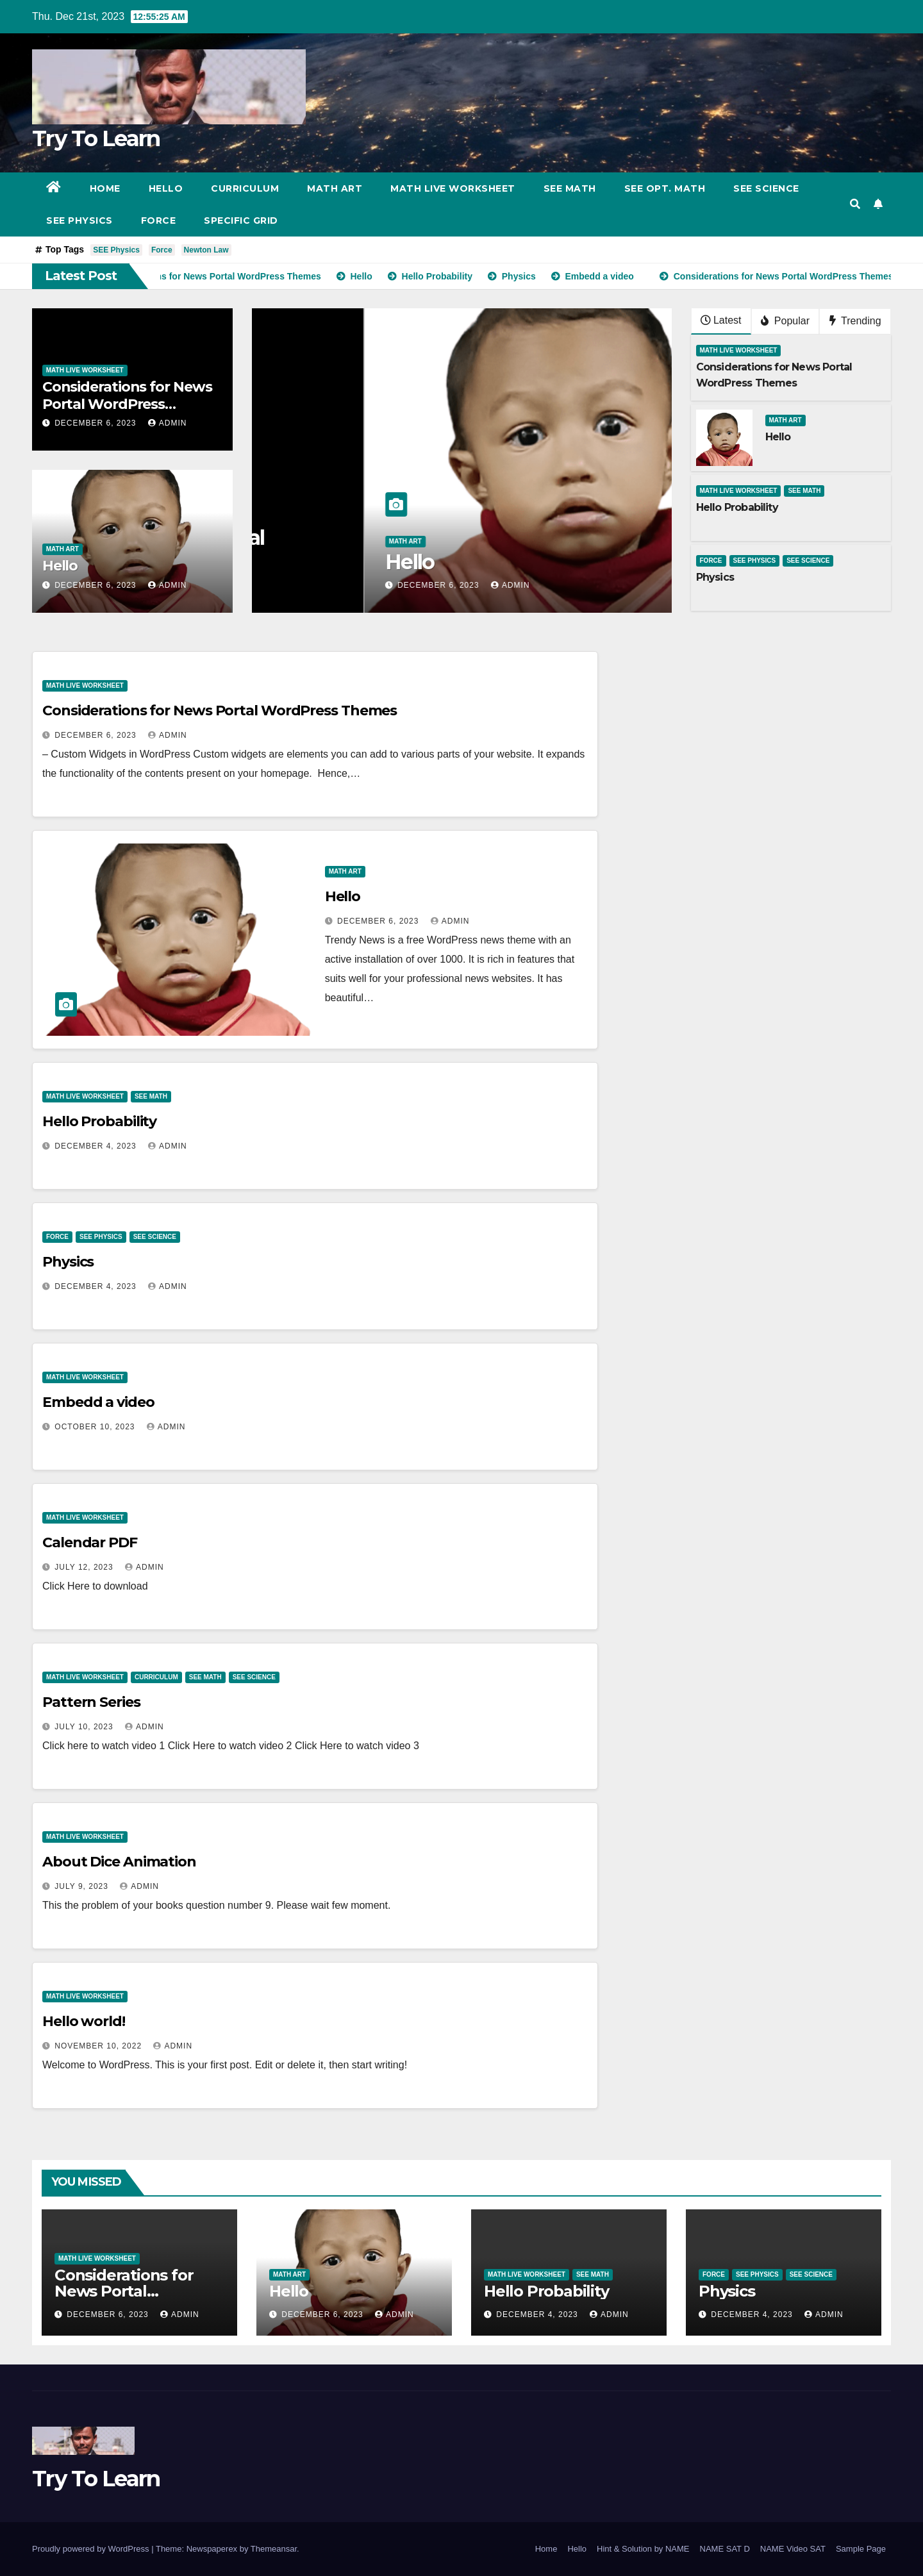 Thu. Dec 21st, 2023 12:55:25 AM
Try To Learn
HOME HELLO CURRICULUM MATH ART MATH LIVE WORKSHEET SEE MATH SEE OPT. MATH SEE SCIENCE
SEE PHYSICS FORCE SPECIFIC GRID
# Top Tags SEE Physics Force Newton Law
Latest Post
for News Portal WordPress Themes Hello Hello Probability Physics Embedd a video Considerations for News Portal WordPress Themes
MATH LIVE WORKSHEET
Considerations for News
Portal WordPress…
DECEMBER 6, 2023 ADMIN
MATH ART
Hello
DECEMBER 6, 2023 ADMIN
al
MATH ART
Hello
DECEMBER 6, 2023 ADMIN
Latest Popular Trending
MATH LIVE WORKSHEET
Considerations for News Portal
WordPress Themes
MATH ART
Hello
MATH LIVE WORKSHEET SEE MATH
Hello Probability
FORCE SEE PHYSICS SEE SCIENCE
Physics
MATH LIVE WORKSHEET
Considerations for News Portal WordPress Themes
DECEMBER 6, 2023 ADMIN
– Custom Widgets in WordPress Custom widgets are elements you can add to various parts of your website. It expands
the functionality of the contents present on your homepage. Hence,…
MATH ART
Hello
DECEMBER 6, 2023 ADMIN
Trendy News is a free WordPress news theme with an
active installation of over 1000. It is rich in features that
suits well for your professional news websites. It has
beautiful…
MATH LIVE WORKSHEET SEE MATH
Hello Probability
DECEMBER 4, 2023 ADMIN
FORCE SEE PHYSICS SEE SCIENCE
Physics
DECEMBER 4, 2023 ADMIN
MATH LIVE WORKSHEET
Embedd a video
OCTOBER 10, 2023 ADMIN
MATH LIVE WORKSHEET
Calendar PDF
JULY 12, 2023 ADMIN
Click Here to download
MATH LIVE WORKSHEET CURRICULUM SEE MATH SEE SCIENCE
Pattern Series
JULY 10, 2023 ADMIN
Click here to watch video 1 Click Here to watch video 2 Click Here to watch video 3
MATH LIVE WORKSHEET
About Dice Animation
JULY 9, 2023 ADMIN
This the problem of your books question number 9. Please wait few moment.
MATH LIVE WORKSHEET
Hello world!
NOVEMBER 10, 2022 ADMIN
Welcome to WordPress. This is your first post. Edit or delete it, then start writing!
YOU MISSED
MATH LIVE WORKSHEET
Considerations for
News Portal…
DECEMBER 6, 2023 ADMIN
MATH ART
Hello
DECEMBER 6, 2023 ADMIN
MATH LIVE WORKSHEET SEE MATH
Hello Probability
DECEMBER 4, 2023 ADMIN
FORCE SEE PHYSICS SEE SCIENCE
Physics
DECEMBER 4, 2023 ADMIN
Try To Learn
Proudly powered by WordPress | Theme: Newspaperex by Themeansar.
Home Hello Hint & Solution by NAME NAME SAT D NAME Video SAT Sample Page